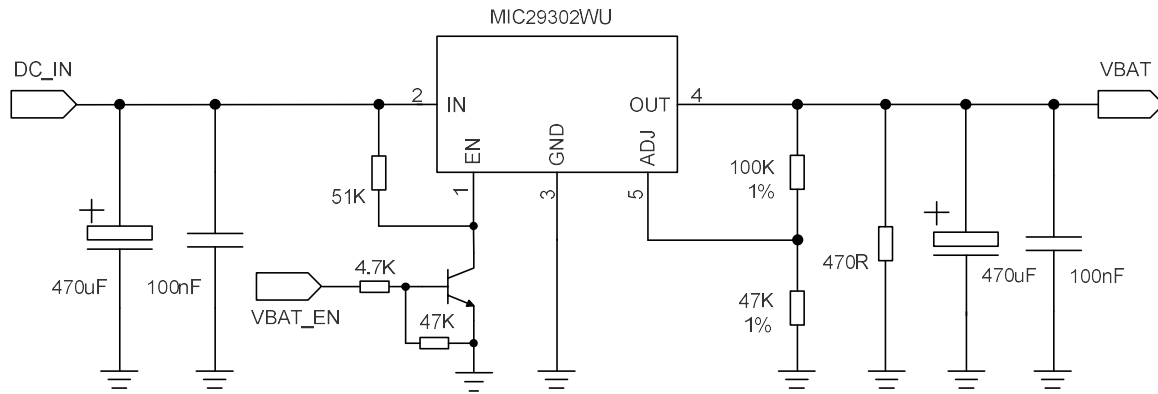 MIC29302WU
DC_IN
VBAT
2
IN
OUT
4
EN
GND
ADJ
1
3
5
51K
100K
1%
+
470uF
100nF
4.7K
VBAT_EN
47K
47K
1%
470R
+
470uF
100nF